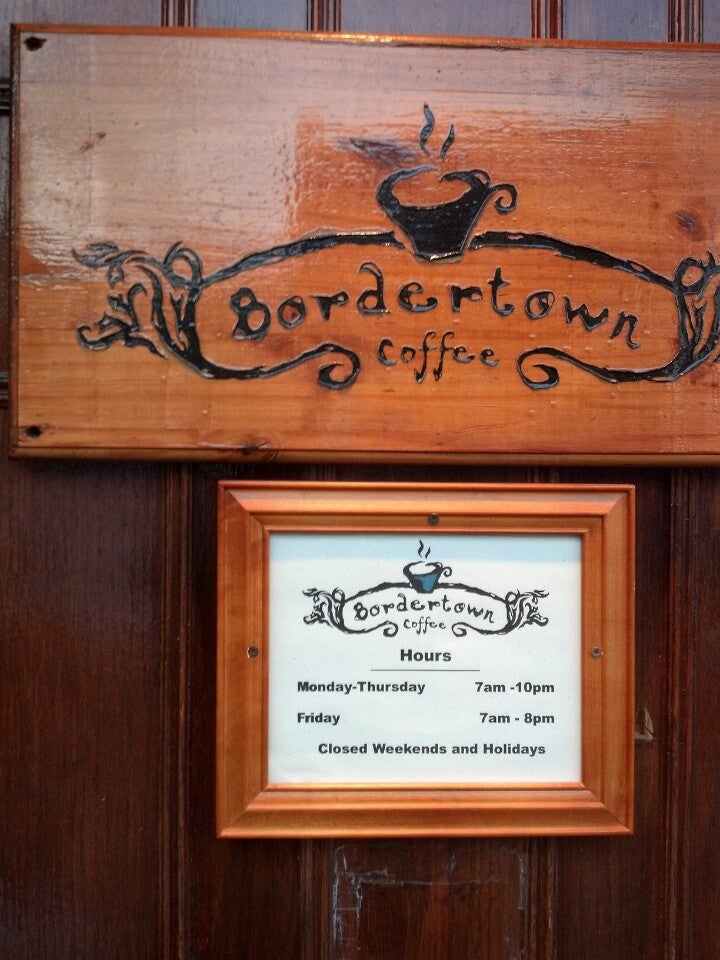 Bordertown
Coffee
Bordertown
Coffee
Hours
Monday-Thursday 7am -10pm
Friday 7am - 8pm
Closed Weekends and Holidays